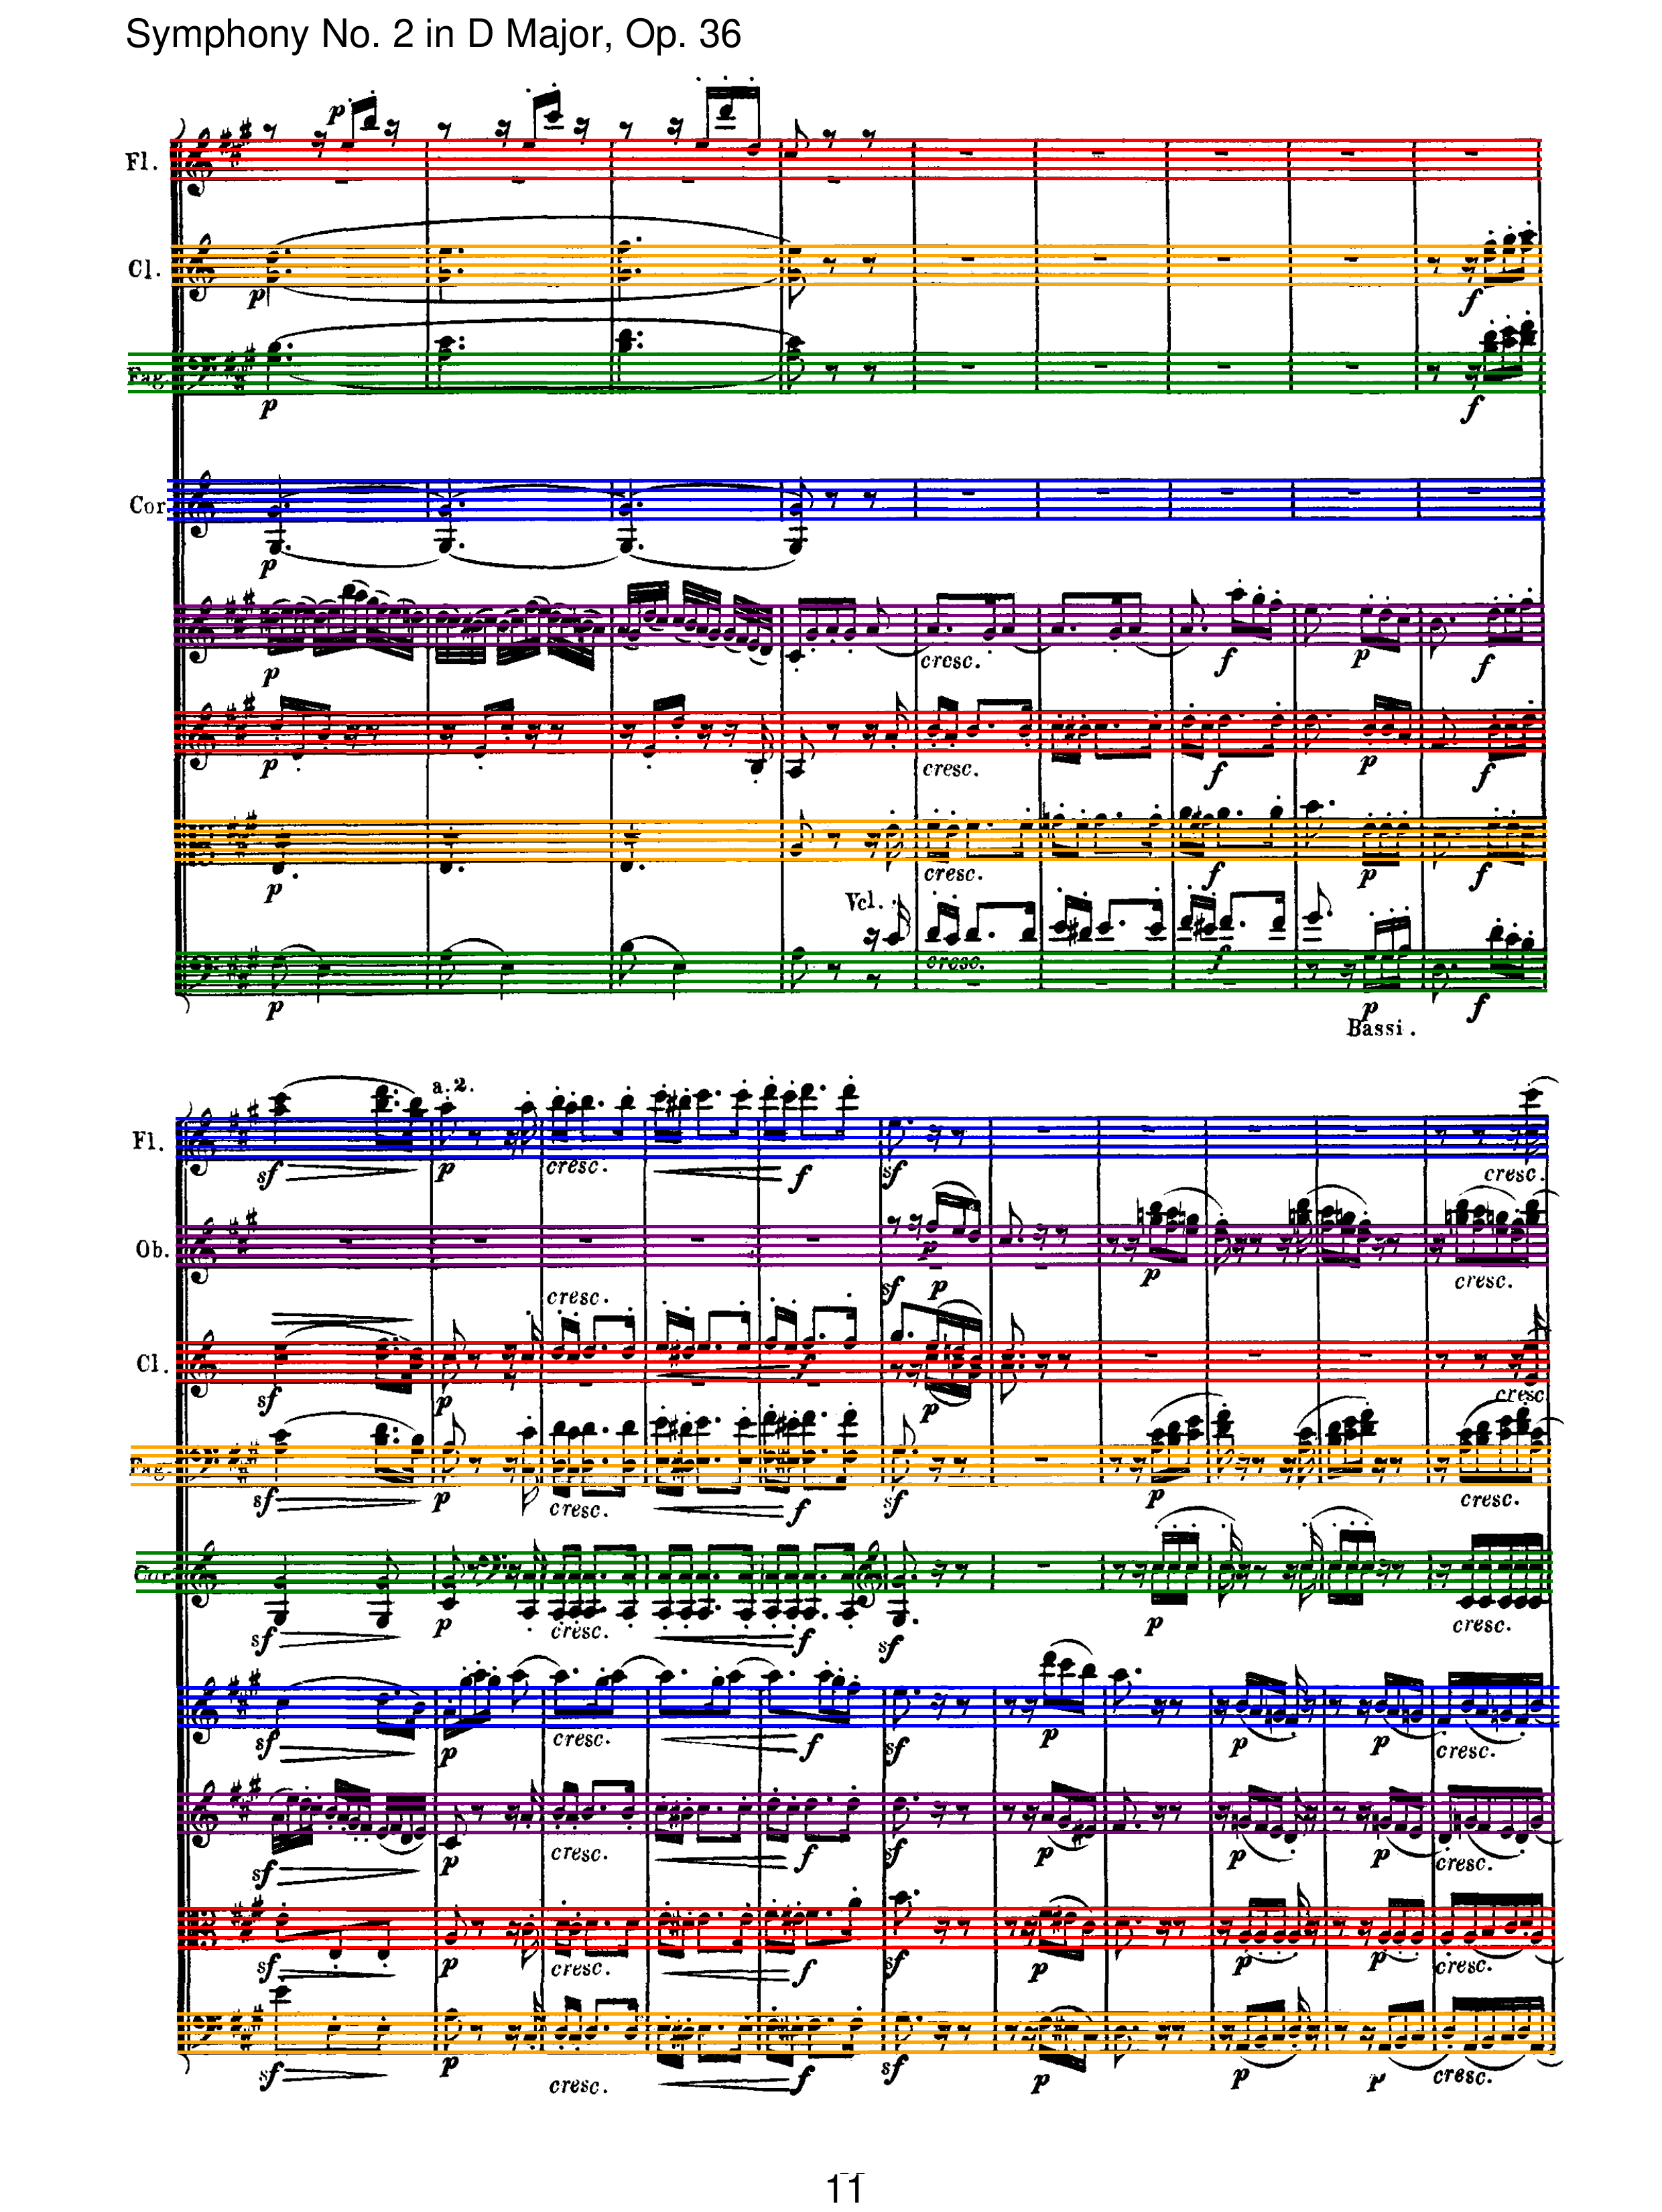 Symphony No. 2 in D Major, Op. 36
p
Fl.
Cl.
p f
Fag.
p f
Cor.
p
p cresc. f p f
p cresc. f p f
p cresc. f p f
Vcl.
cresc. f
p p f
Bassi.
a.2.
Fl.
sf p cresc. f sf cresc.
Ob.
p
sf p p cresc.
cresc.
Cl.
f
sf p p cresc.
Fag.
sf p cresc. f sf p cresc.
Cor.
sf p cresc. f sf p cresc.
sf p cresc. f sf p p p cresc.
sf p cresc. f sf p p p cresc.
sf p cresc. f sf p p p cresc.
sf p cresc. f sf p p p cresc.
11